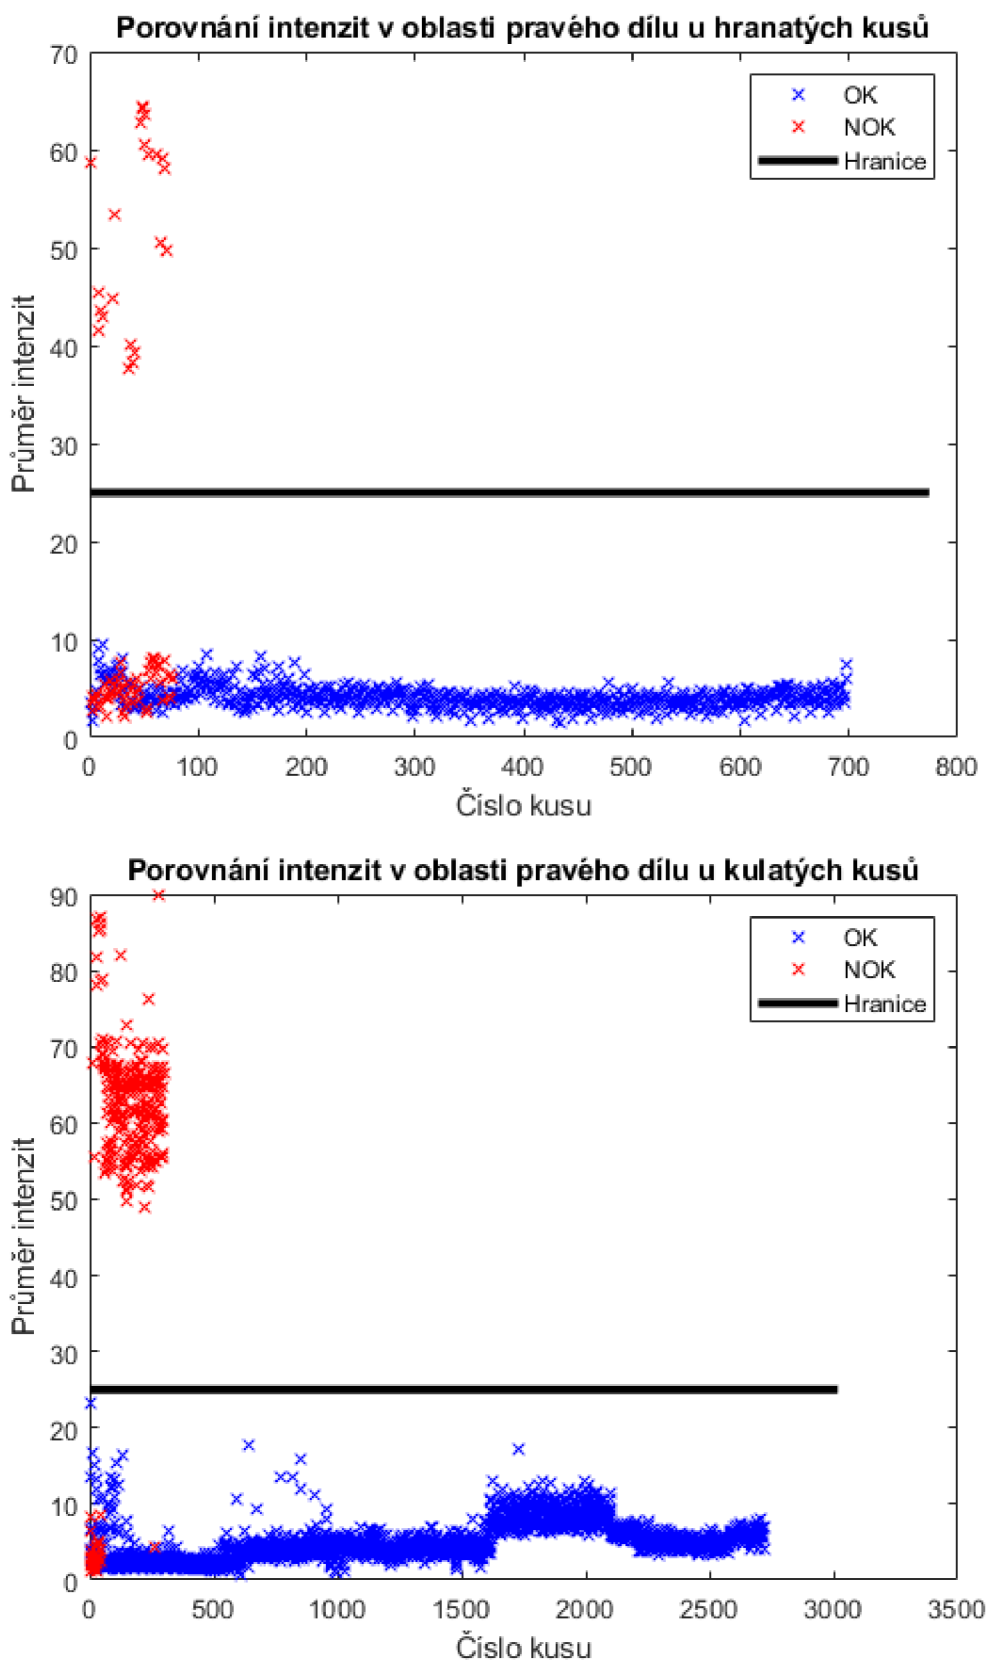 Porovnání intenzit v oblasti pravého dílu u hranatých kusů
70
60
50
40
30
20
10
0
Průměr intenzit
OK
NOK
Hranice
0 100 200 300 400 500 600 700 800
Číslo kusu
Porovnání intenzit v oblasti pravého dílu u kulatých kusů
90
80
70
60
50
40
30
20
10
0
Průměr intenzit
OK
NOK
Hranice
0 500 1000 1500 2000 2500 3000 3500
Číslo kusu